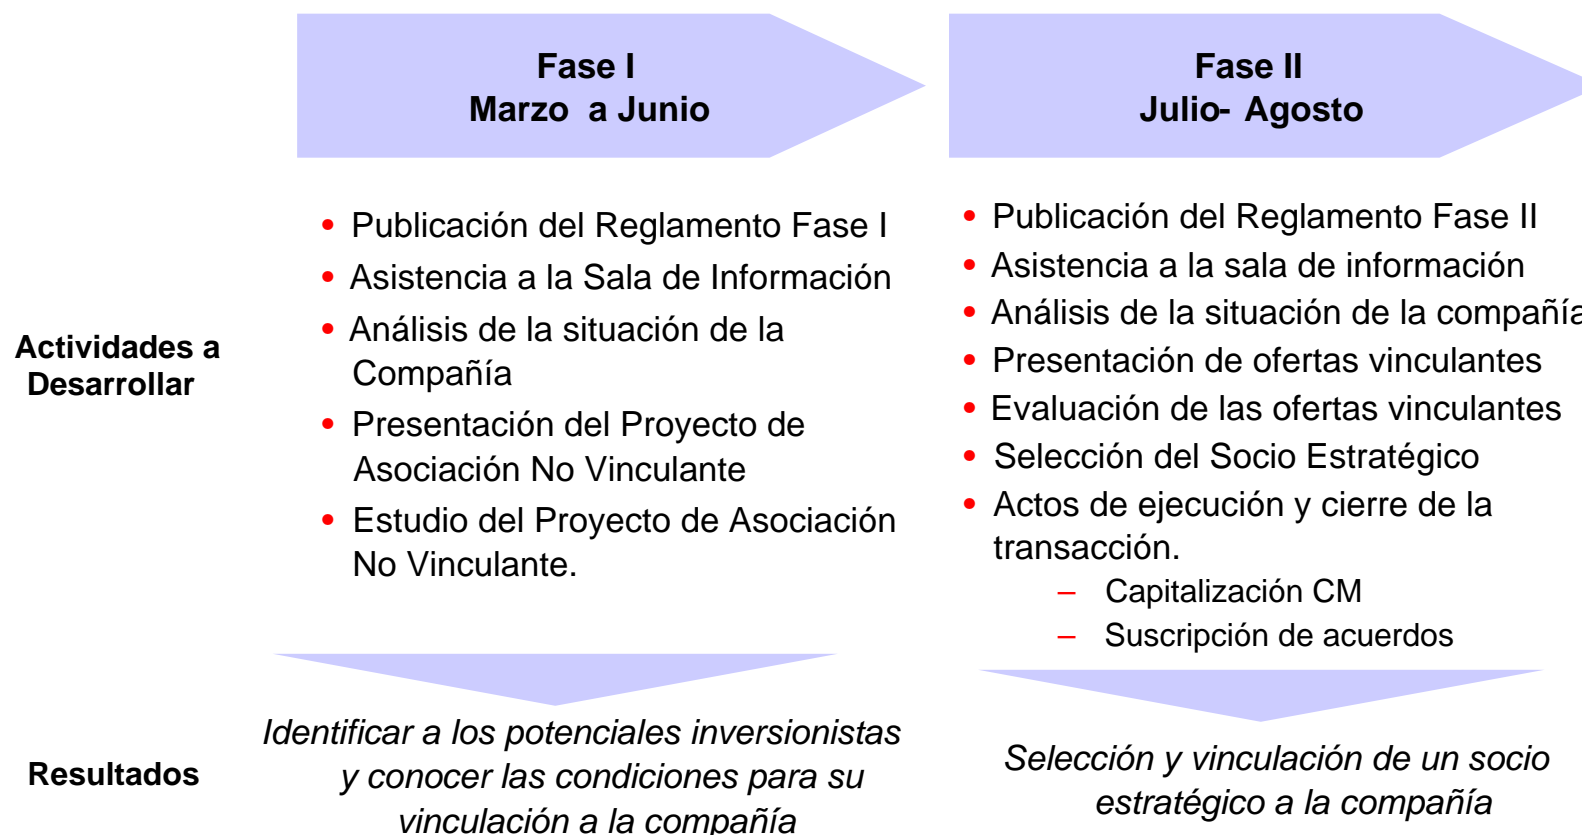 Fase I
Marzo a Junio
Fase II
Julio- Agosto
Actividades a
Desarrollar
• Publicación del Reglamento Fase I
• Asistencia a la Sala de Información
• Análisis de la situación de la
Compañía
• Presentación del Proyecto de
Asociación No Vinculante
• Estudio del Proyecto de Asociación
No Vinculante.
• Publicación del Reglamento Fase II
• Asistencia a la sala de información
• Análisis de la situación de la compañía
• Presentación de ofertas vinculantes
• Evaluación de las ofertas vinculantes
• Selección del Socio Estratégico
• Actos de ejecución y cierre de la
transacción.
– Capitalización CM
– Suscripción de acuerdos
Resultados
Identificar a los potenciales inversionistas
y conocer las condiciones para su
vinculación a la compañía
Selección y vinculación de un socio
estratégico a la compañía